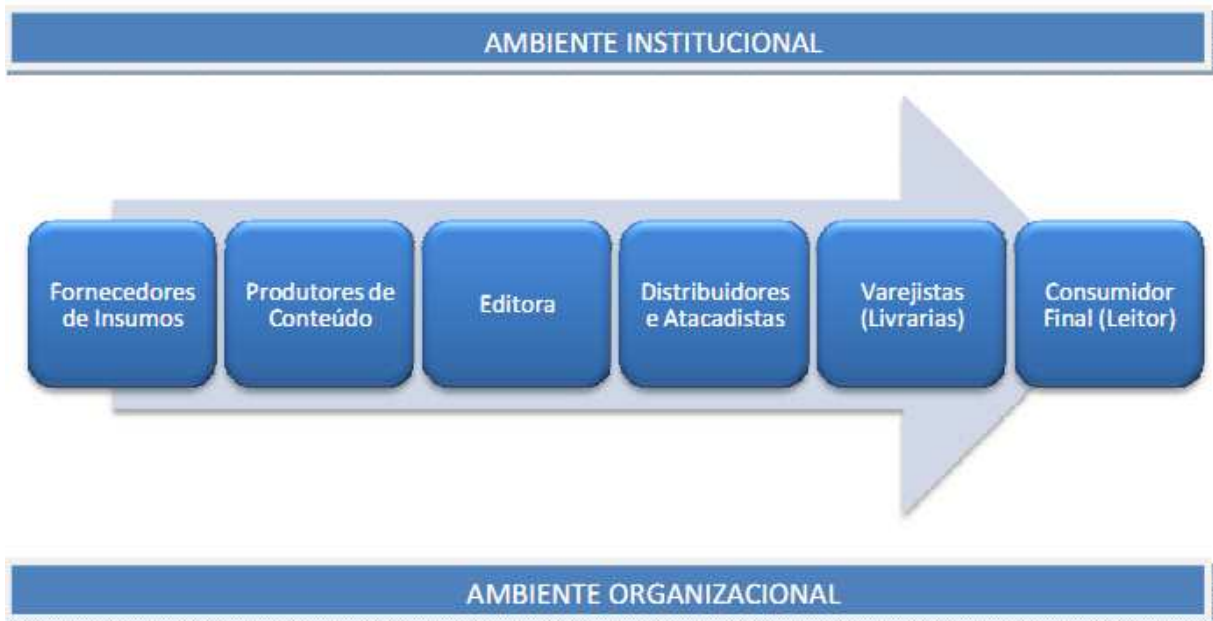 AMBIENTE INSTITUCIONAL
Fornecedores
de Insumos
Produtores de
Conteúdo
Editora
Distribuidores
e Atacadistas
Varejistas
(Livrarias)
Consumidor
Final (Leitor)
AMBIENTE ORGANIZACIONAL